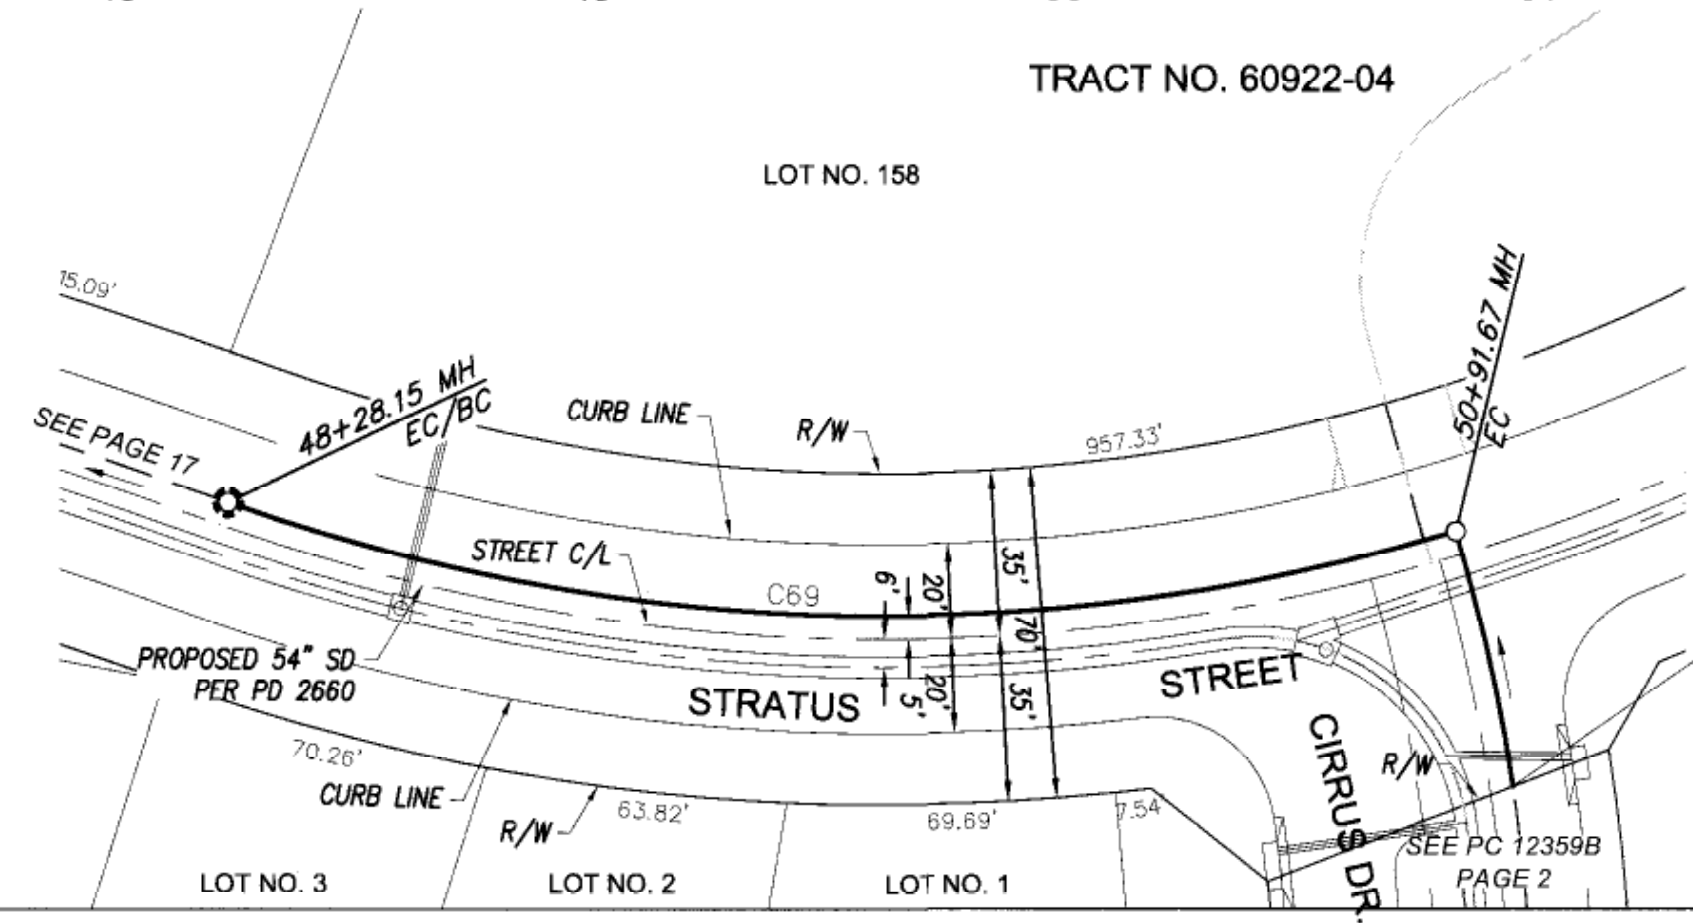 TRACT NO. 60922-04
LOT NO. 158
15.09'
48+28.15 MH
EC/BC
SEE PAGE 17
CURB LINE
R/W
957.33'
50+91.67 MH
EC
STREET C/L
C69
6'
20'
35'
70'
PROPOSED 54" SD
PER PD 2660
STRATUS
STREET
5'
20'
35'
CIRRUS DR.
R/W
70.26'
CURB LINE
R/W
63.82'
69.69'
7.54
SEE PC 12359B
PAGE 2
LOT NO. 3
LOT NO. 2
LOT NO. 1